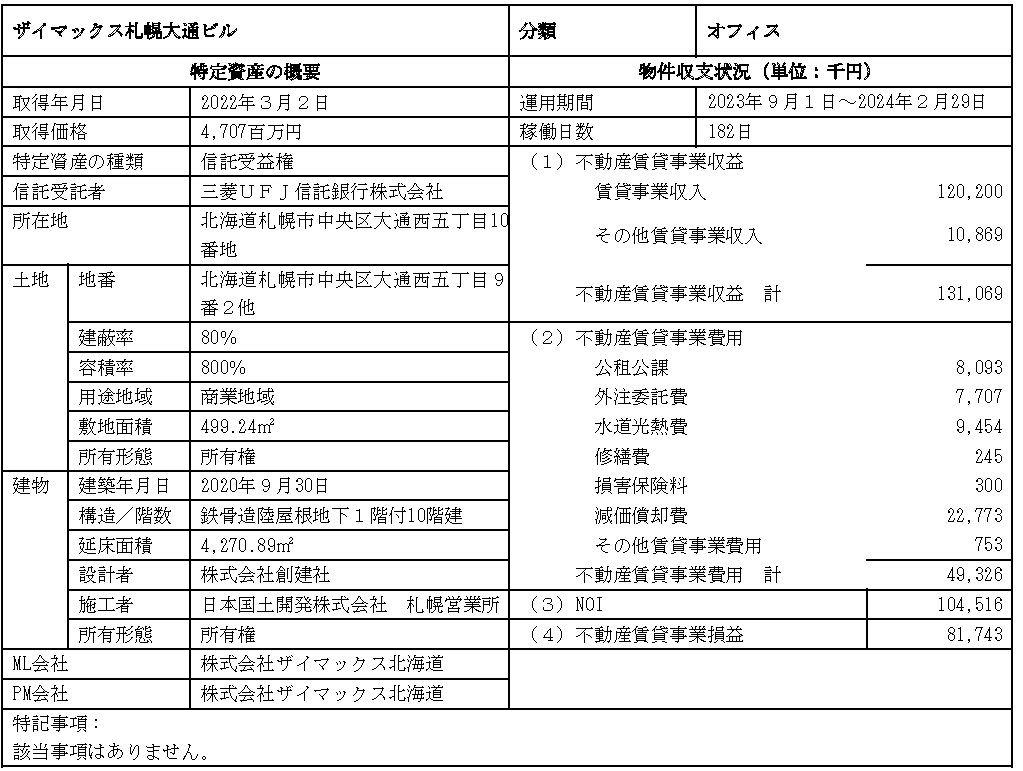 ザイマックス札幌大通ビル 分類 オフィス
特定資産の概要 物件収支状況（単位：千円）
取得年月日 2022年３月２日 運用期間 2023年９月１日～2024年２月29日
取得価格 4,707百万円 稼働日数 182日
特定資産の種類 信託受益権 （１）不動産賃貸事業収益
信託受託者 三菱ＵＦＪ信託銀行株式会社 賃貸事業収入 120,200
所在地 北海道札幌市中央区大通西五丁目10
番地 その他賃貸事業収入 10,869
土地 地番 北海道札幌市中央区大通西五丁目９
番２他 不動産賃貸事業収益　計 131,069
建蔽率 80% （２）不動産賃貸事業費用
容積率 800% 公租公課 8,093
用途地域 商業地域 外注委託費 7,707
敷地面積 499.24㎡ 水道光熱費 9,454
所有形態 所有権 修繕費 245
建物 建築年月日 2020年９月30日 損害保険料 300
構造／階数 鉄骨造陸屋根地下１階付10階建 減価償却費 22,773
延床面積 4,270.89㎡ その他賃貸事業費用 753
設計者 株式会社創建社 不動産賃貸事業費用　計 49,326
施工者 日本国土開発株式会社　札幌営業所 （３）NOI 104,516
所有形態 所有権 （４）不動産賃貸事業損益 81,743
ML会社 株式会社ザイマックス北海道
PM会社 株式会社ザイマックス北海道
特記事項：
該当事項はありません。